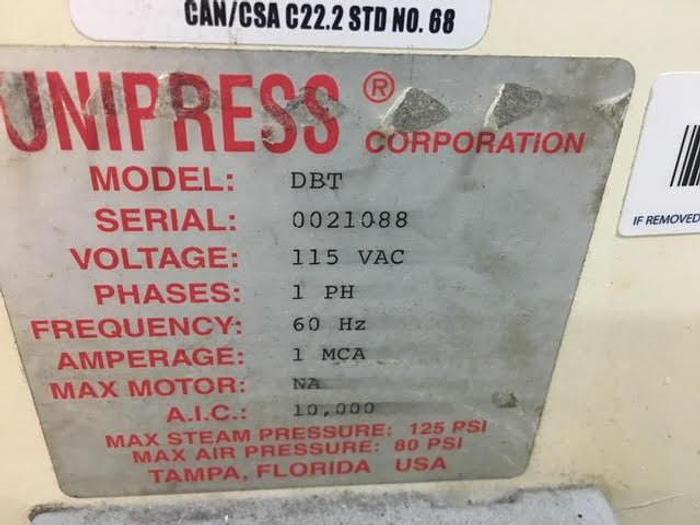 CAN/CSA C22.2 STD NO. 68
UNIPRESS ® CORPORATION
MODEL: DBT
SERIAL: 0021088
VOLTAGE: 115 VAC
PHASES: 1 PH
FREQUENCY: 60 Hz
AMPERAGE: 1 MCA
MAX MOTOR: NA
A.I.C.: 10,000
MAX STEAM PRESSURE: 125 PSI
MAX AIR PRESSURE: 80 PSI
TAMPA, FLORIDA USA
IF REMOVED